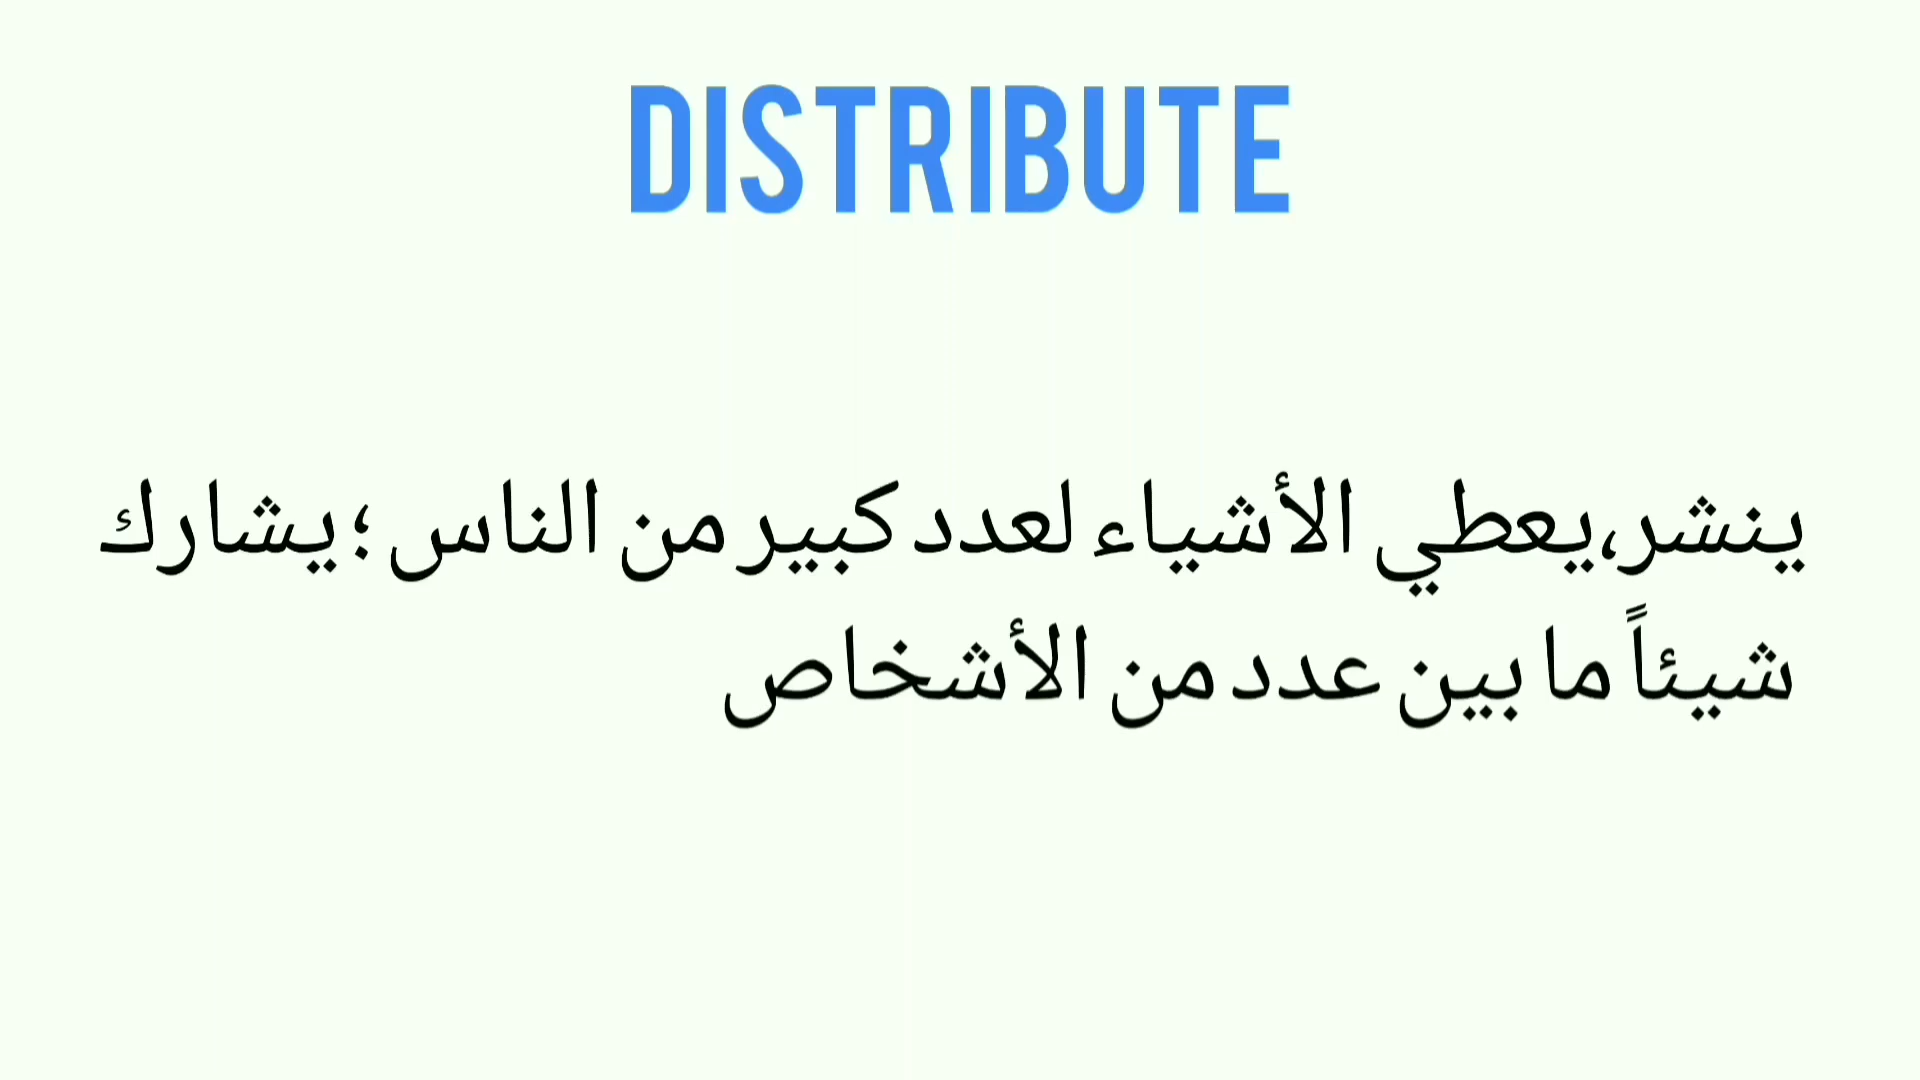 DISTRIBUTE
ينشر،يعطي الأشياء لعدد كبير من الناس ؛ يشارك
شيئاً ما بين عدد من الأشخاص